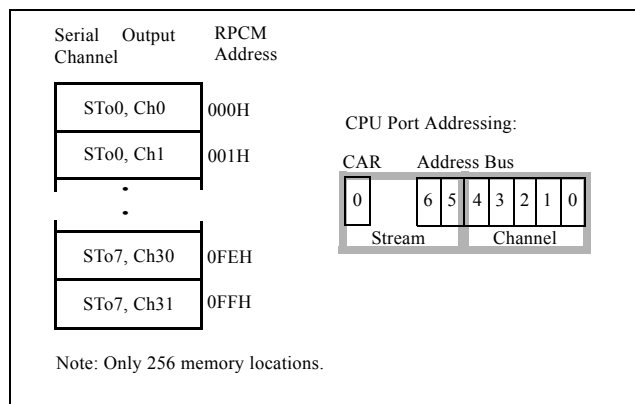 Serial Output Channel
RPCM Address
STo0, Ch0 000H
STo0, Ch1 001H
STo7, Ch30 0FEH
STo7, Ch31 0FFH
CPU Port Addressing:
CAR Address Bus
0 6 5 4 3 2 1 0
Stream Channel
Note: Only 256 memory locations.